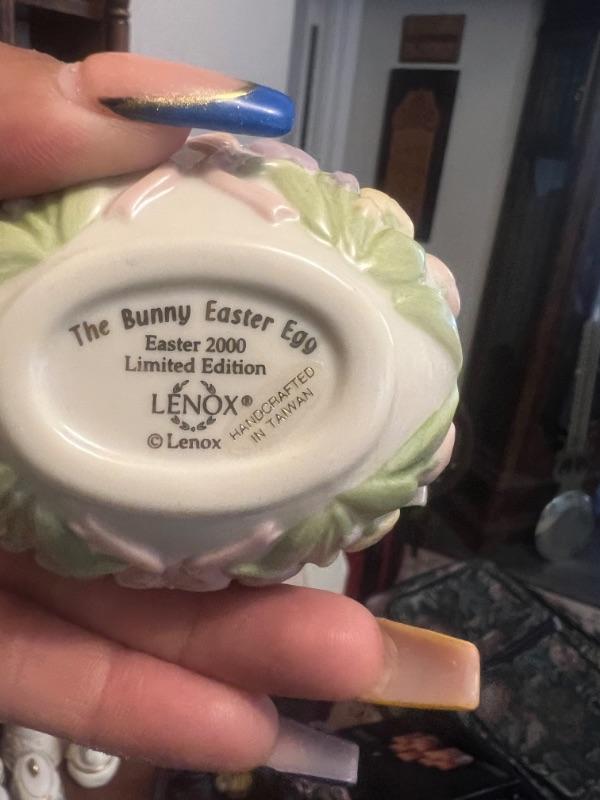 The Bunny Easter Egg
Easter 2000
Limited Edition
LENOX®
© Lenox
HANDCRAFTED
IN TAIWAN